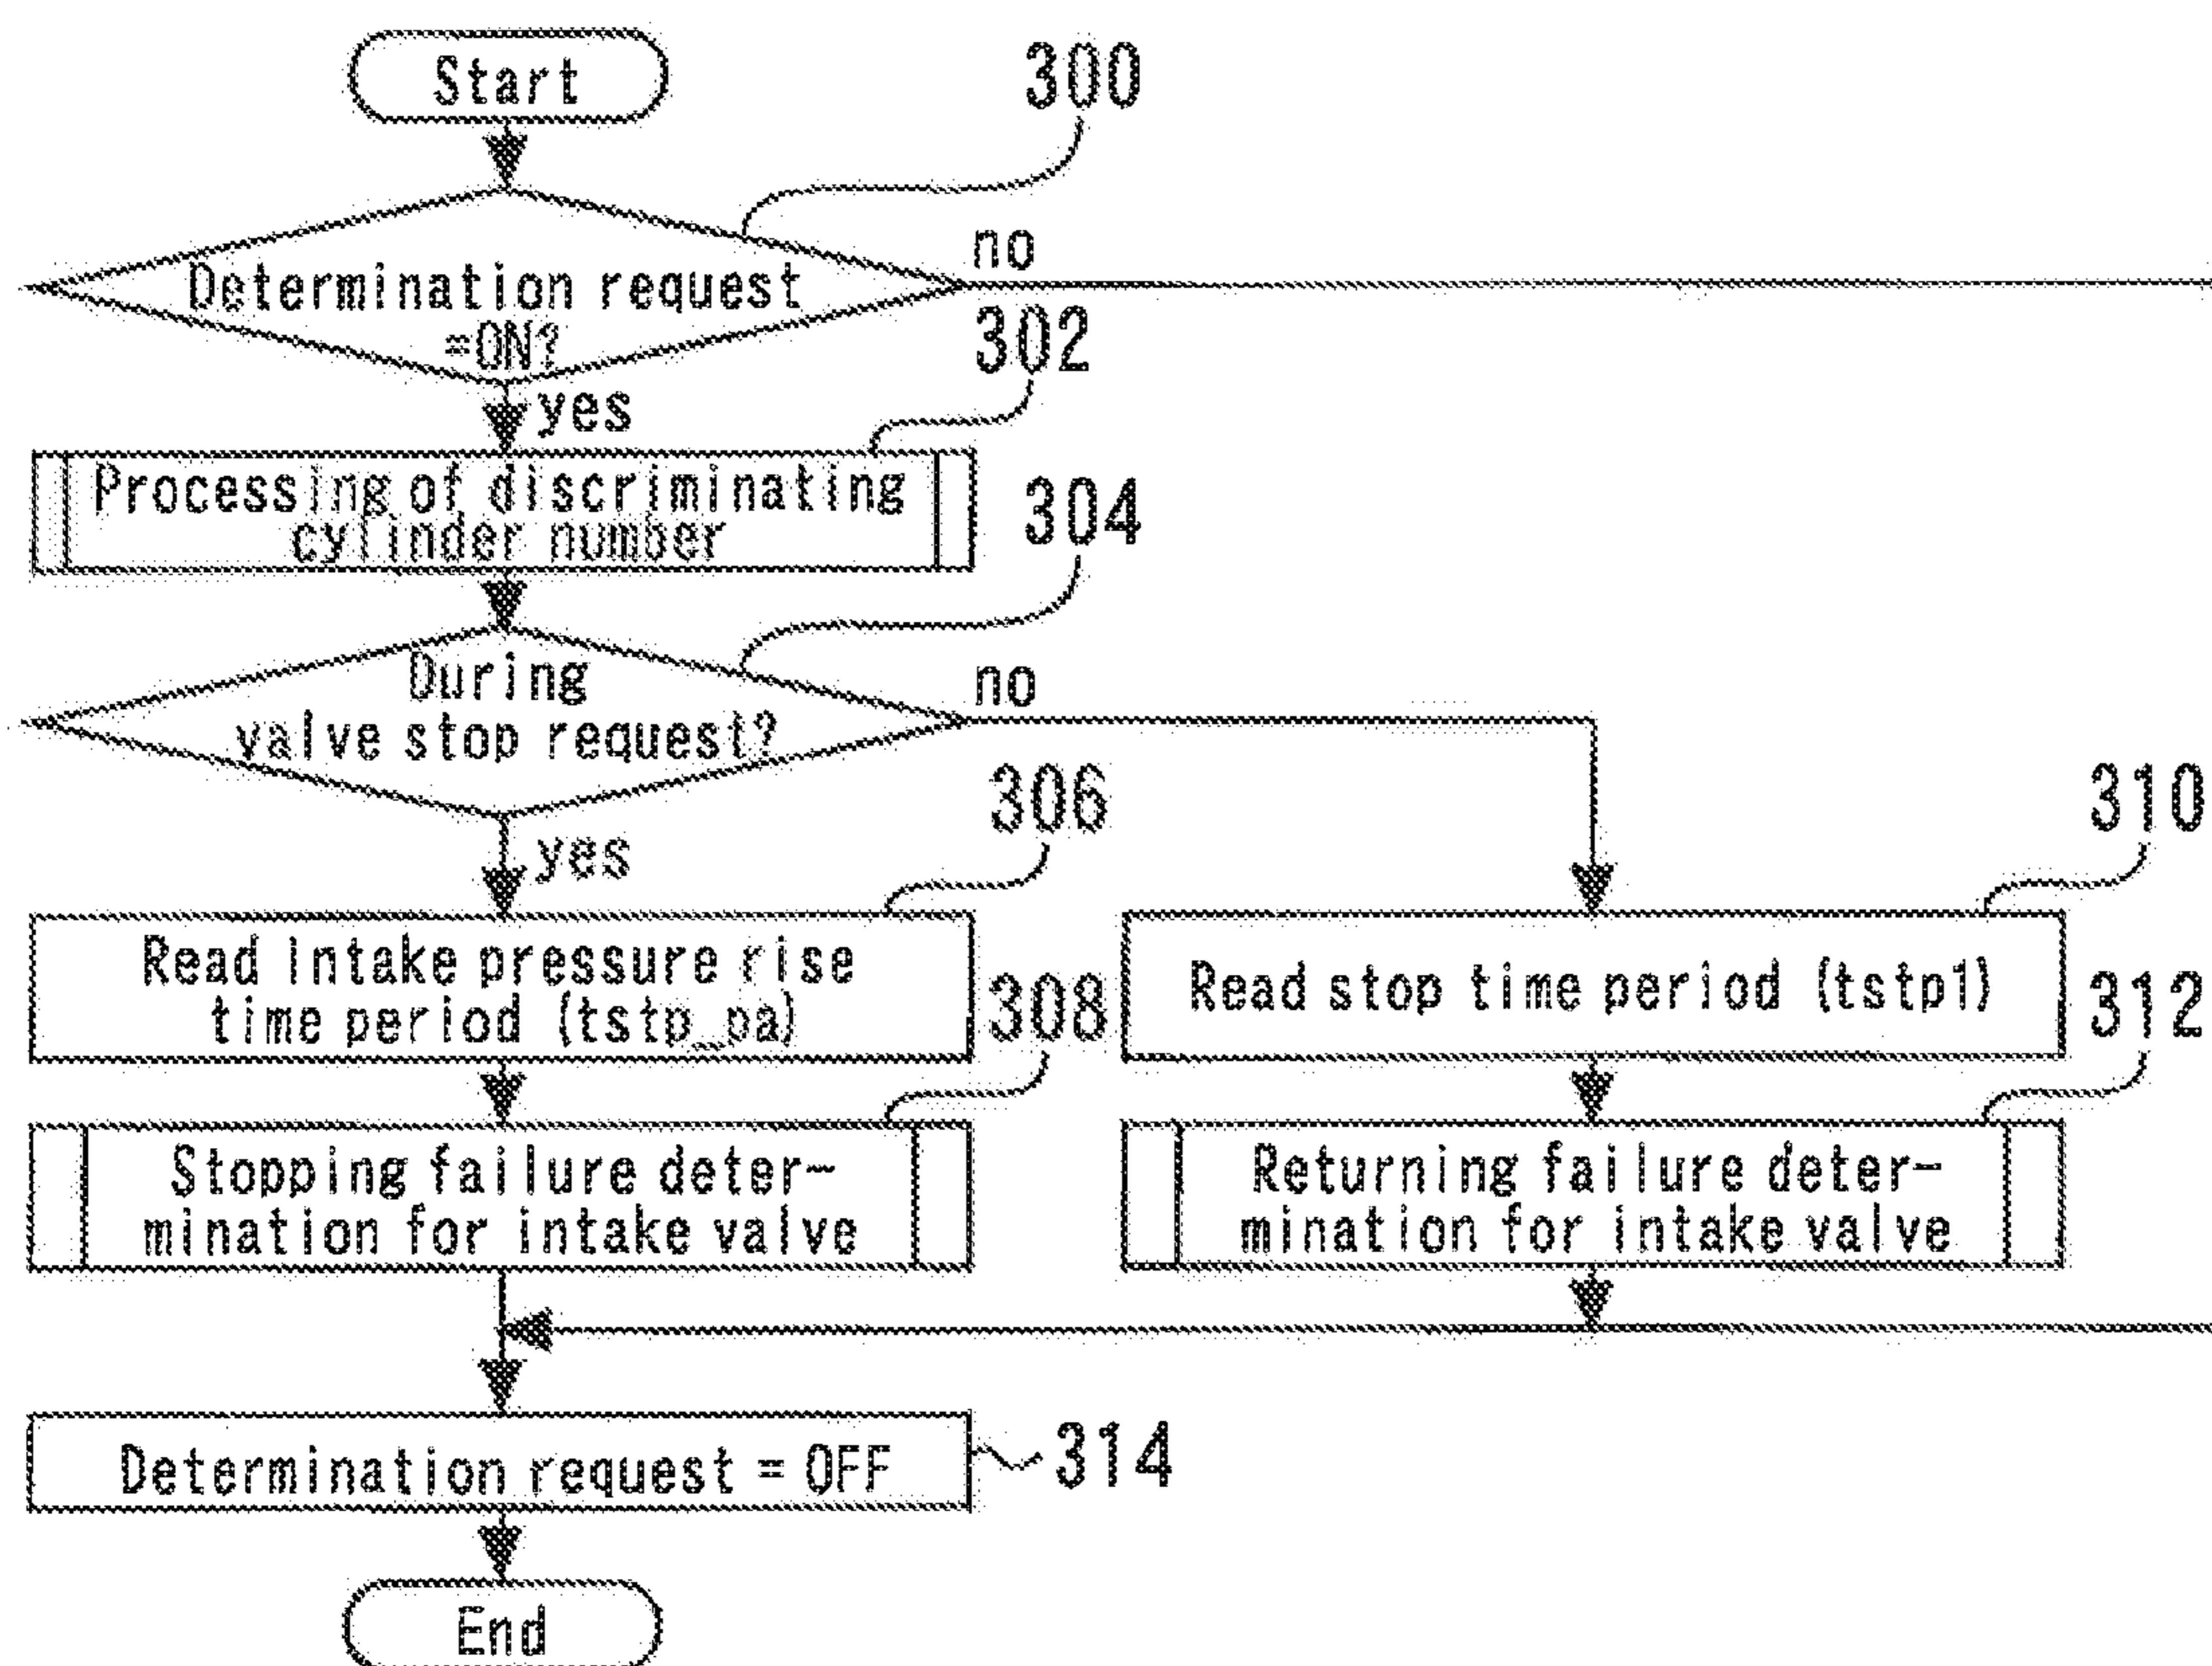 Start
300
Determination request
=ON?
no
302
yes
Processing of discriminating
cylinder number
304
During
valve stop request?
no
306
310
yes
Read Intake pressure rise
time period (tstp_pa)
308
Read stop time period (tstp1)
312
Stopping failure deter-
mination for intake valve
Returning failure deter-
mination for intake valve
Determination request = OFF
314
End